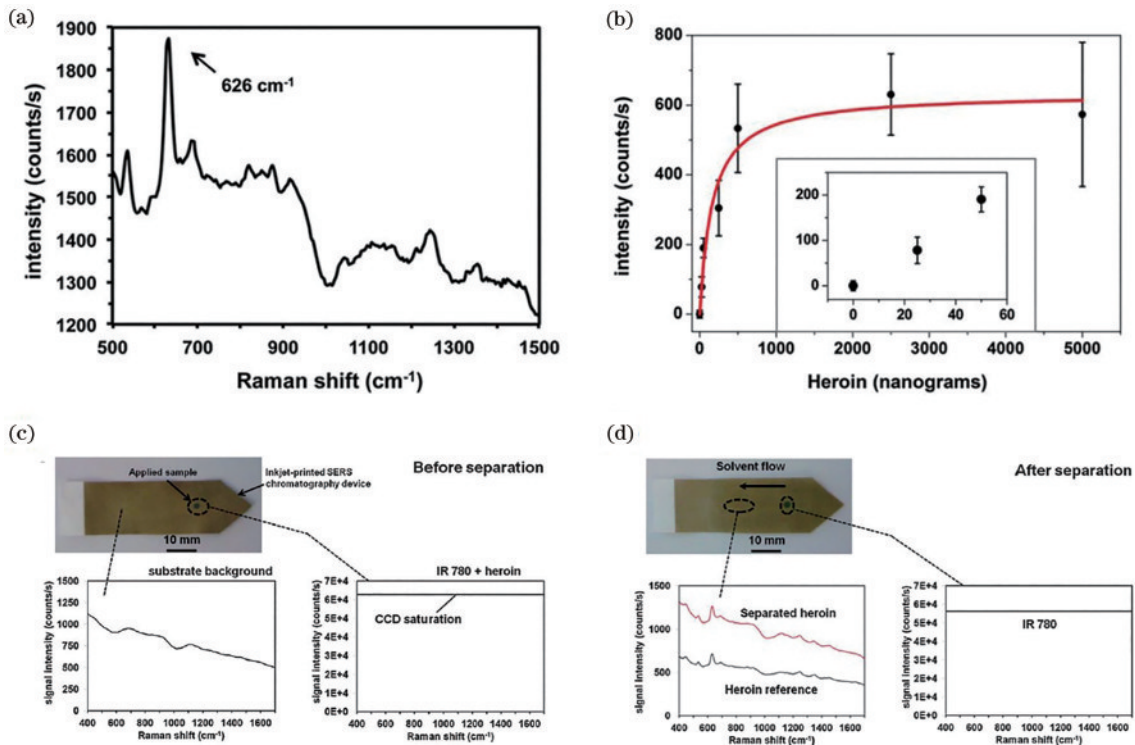 (a)
1900
1800
1700
1600
1500
1400
1300
1200
626 cm⁻¹
intensity (counts/s)
500 700 900 1100 1300 1500
Raman shift (cm⁻¹)
(b)
800
600
400
200
0
intensity (counts/s)
200
100
0
0 20 40 60
0 1000 2000 3000 4000 5000
Heroin (nanograms)
(c)
Applied sample
Inkjet-printed SERS
chromatography device
Before separation
10 mm
substrate background
1500
1250
1000
750
500
250
0
signal intensity (counts/s)
400 600 800 1000 1200 1400 1600
Raman shift (cm⁻¹)
IR 780 + heroin
7E+4
6E+4
5E+4
4E+4
3E+4
2E+4
1E+4
0E+4
CCD saturation
signal intensity (counts/s)
400 600 800 1000 1200 1400 1600
Raman shift (cm⁻¹)
(d)
Solvent flow
After separation
10 mm
1500
1000
500
0
Separated heroin
Heroin reference
signal intensity (counts/s)
400 600 800 1000 1200 1400 1600
Raman shift (cm⁻¹)
7E+4
6E+4
5E+4
4E+4
3E+4
2E+4
1E+4
0E+4
IR 780
signal intensity (counts/s)
400 600 800 1000 1200 1400 1600
Raman shift (cm⁻¹)